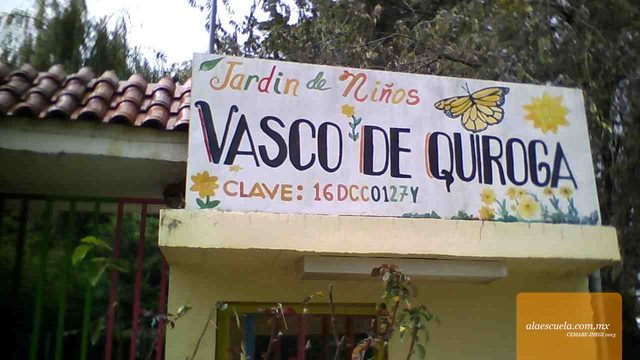 Jardin de Niños
VASCO DE QUIROGA
CLAVE: 16DCC0127Y
alaescuela.com.mx
CEMABE-INEGI 2013